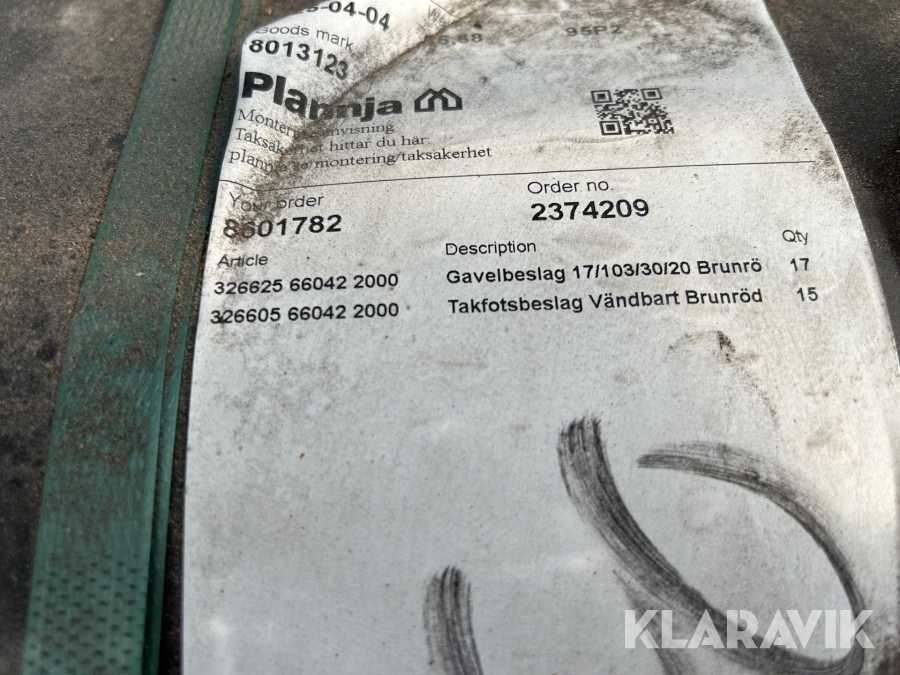 -04-04
Goods mark
8013123
95PZ
Plannja
Monteringsanvisning
Taksäkerhet hittar du här:
plannja.se/montering/taksakerhet
Your order
8601782
Order no.
2374209
Article Description Qty
326625 66042 2000 Gavelbeslag 17/103/30/20 Brunrö 17
326605 66042 2000 Takfotsbeslag Vändbart Brunröd 15
KLARAVIK